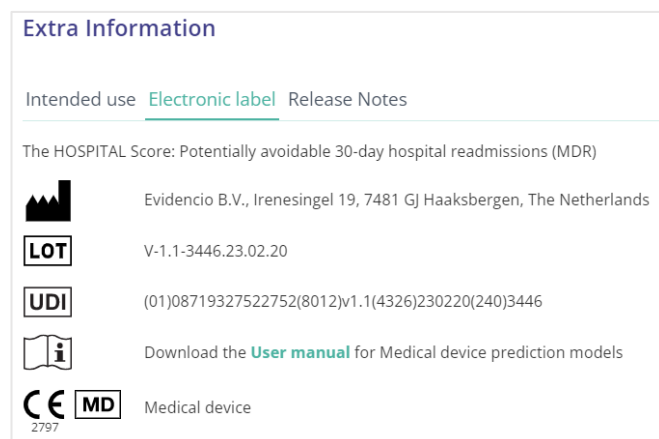 Extra Information
Intended use Electronic label Release Notes
The HOSPITAL Score: Potentially avoidable 30-day hospital readmissions (MDR)
Evidencio B.V., Irenesingel 19, 7481 GJ Haaksbergen, The Netherlands
LOT V-1.1-3446.23.02.20
UDI (01)08719327522752(8012)v1.1(4326)230220(240)3446
i Download the User manual for Medical device prediction models
CE MD Medical device
2797